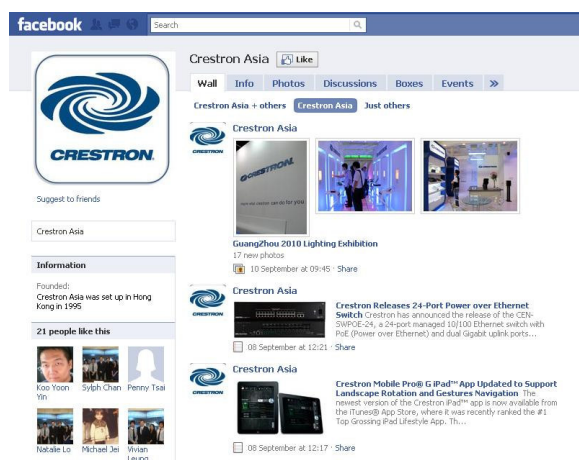 facebook
Search
Crestron Asia
Like
Wall Info Photos Discussions Boxes Events »
Crestron Asia + others Crestron Asia Just others
CRESTRON
Suggest to friends
Crestron Asia
Information
Founded:
Crestron Asia was set up in Hong
Kong in 1995
21 people like this
Koo Yoon
Yin
Sylph Chan
Penny Tsai
Natalie Lo
Michael Jei
Vivian
Leung
CRESTRON
Crestron Asia
CRESTRON
GuangZhou 2010 Lighting Exhibition
17 new photos
10 September at 09:45 · Share
CRESTRON
Crestron Asia
Crestron Releases 24-Port Power over Ethernet
Switch Crestron has announced the release of the CEN-
SWPOE-24, a 24-port managed 10/100 Ethernet switch with
PoE (Power over Ethernet) and dual Gigabit uplink ports...
08 September at 12:21 · Share
CRESTRON
Crestron Asia
Crestron Mobile Pro® G iPad™ App Updated to Support
Landscape Rotation and Gestures Navigation The
newest version of the Crestron iPad™ app is now available from
the iTunes® App Store, where it was recently ranked the #1
Top Grossing iPad Lifestyle App. Th...
08 September at 12:17 · Share